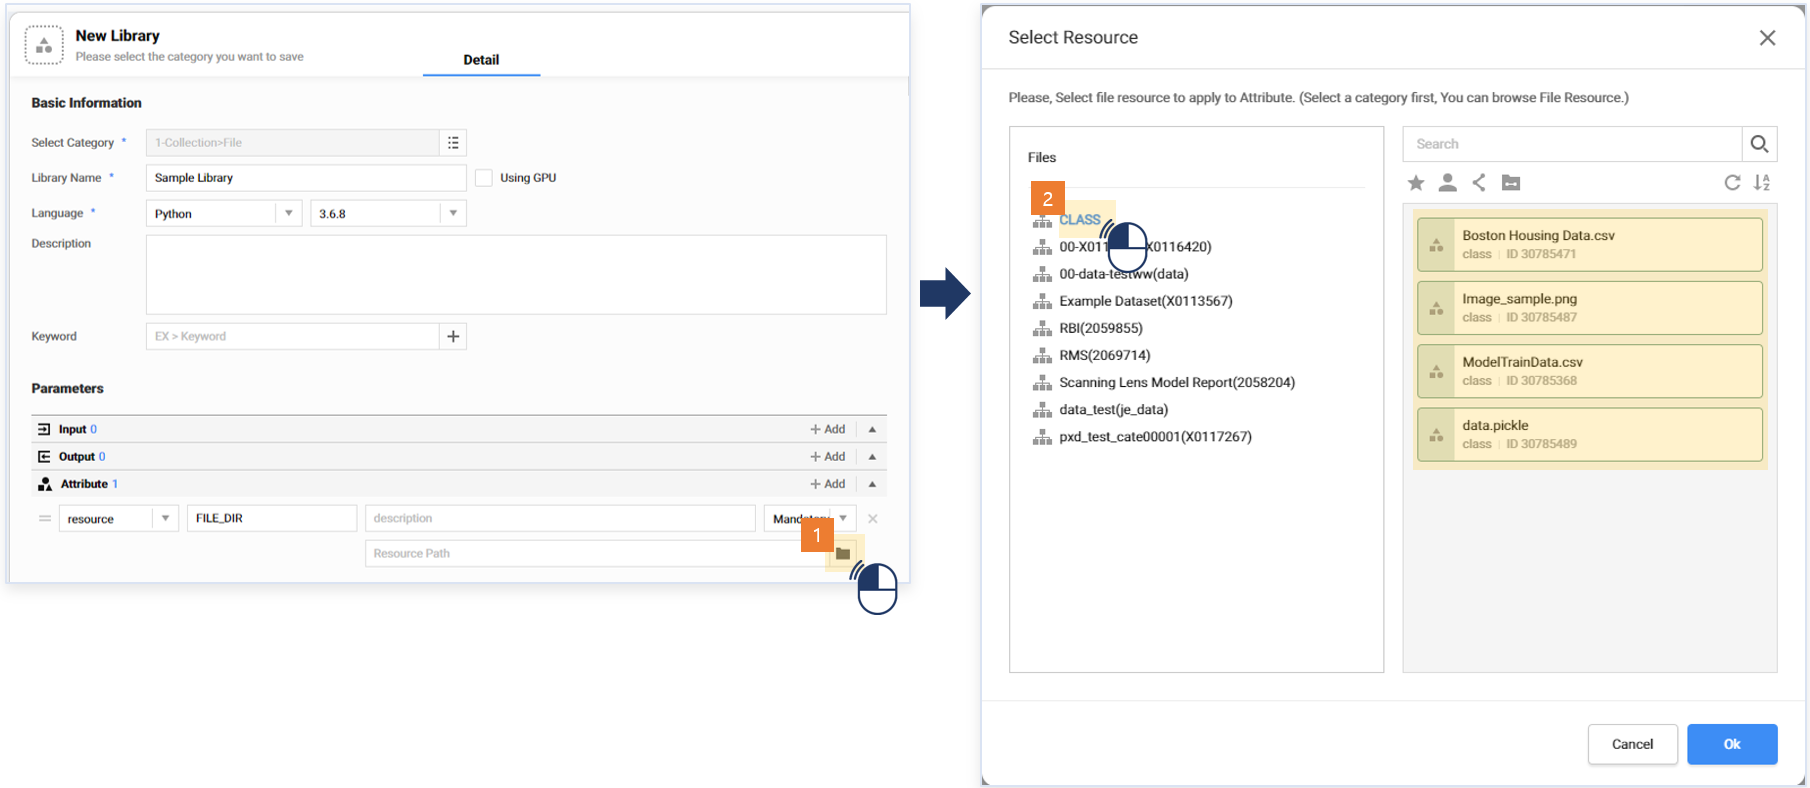 New Library
Please select the category you want to save
Detail
Basic Information
Select Category *
1-Collection>File
Library Name *
Sample Library
Using GPU
Language *
Python
3.6.8
Description
Keyword
EX > Keyword
Parameters
Input 0
Add
Output 0
Add
Attribute 1
Add
resource
FILE_DIR
description
1
Resource Path
Select Resource
Please, Select file resource to apply to Attribute. (Select a category first, You can browse File Resource.)
Files
2
CLASS
00-data-testww(data)
Example Dataset(X0113567)
RBI(2059855)
RMS(2069714)
Scanning Lens Model Report(2058204)
data_test(je_data)
pxd_test_cate00001(X0117267)
Search
Boston Housing Data.csv
class | ID 30785471
Image_sample.png
class | ID 30785487
ModelTrainData.csv
class | ID 30785368
data.pickle
class | ID 30785489
Cancel
Ok